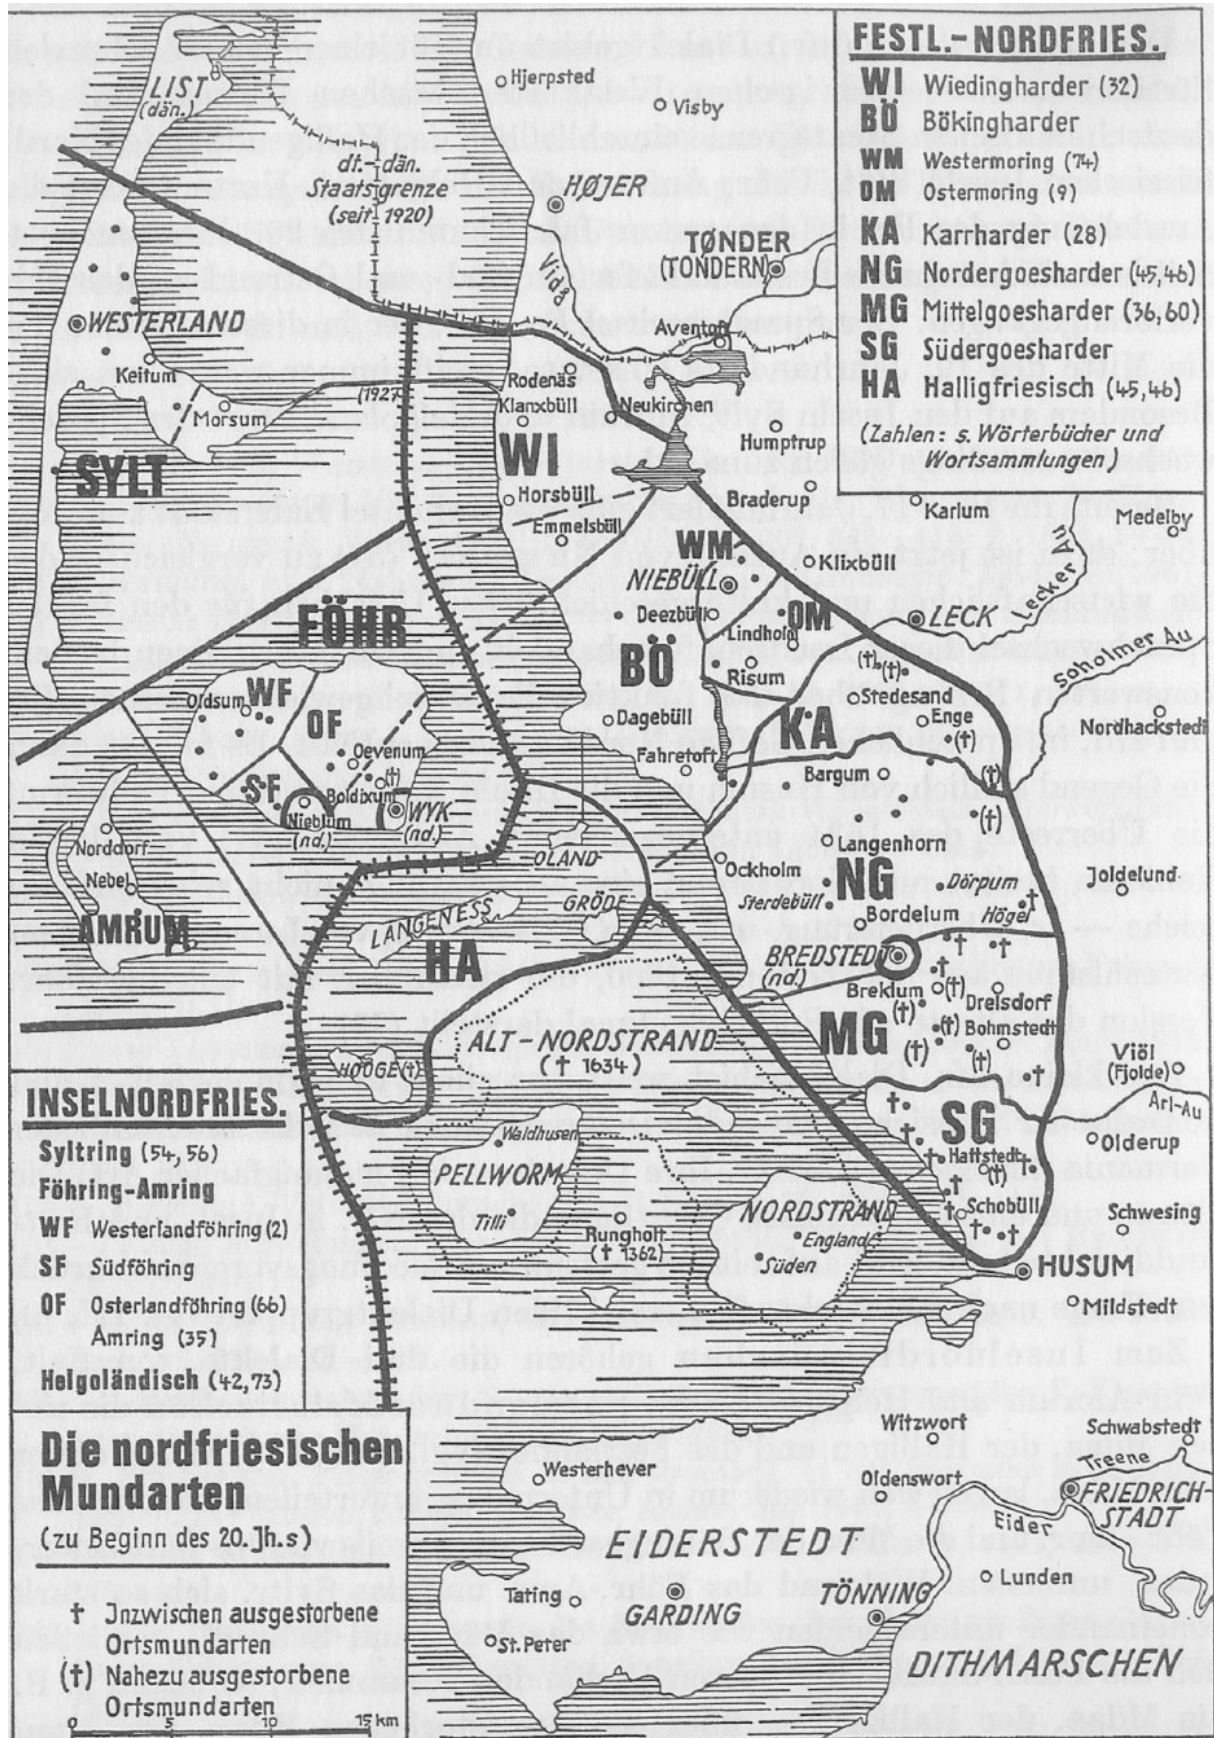 FESTL.-NORDFRIES.
WI Wiedingharder (32)
BÖ Bökingharder
WM Westermoring (74)
OM Ostermoring (9)
KA Karrharder (28)
NG Nordergoesharder (45,46)
MG Mittelgoesharder (36,60)
SG Südergoesharder
HA Halligfriesisch (45,46)
(Zahlen: s. Wörterbücher und
Wortsammlungen)
LIST
(dän.)
Hjerpsted
Visby
dt.-dän.
Staatsgrenze
(seit 1920)
HØJER
TØNDER
(TONDERN)
Vidå
Aventoft
WESTERLAND
Keitum
Rodenäs
(1927)
Klanxbüll
Neukirchen
Morsum
Humptrup
SYLT
WI
Horsbüll
Braderup
Karlum
Medelby
Emmelsbüll
WM
Klixbüll
NIEBÜLL
Lecker Au
FÖHR
Deezbüll
OM
LECK
Lindholm
BÖ
Risum
(†)
(†)
Soholmer Au
WF
Oldsum
Stedesand
OF
Dagebüll
KA
Enge
(†)
Nordhackstedt
Oevenum
Fahretoft
Bargum
(†)
(†)
SF
Boldixum
Nieblum
(nd.)
WYK
(nd.)
(†)
Norddorf
OLAND
Langenhorn
Ockholm
NG
Joldelund
Nebel
GRÖDE
Sterdebüll
Dörpum
LANGENESS
Bordelum
Högel
†
AMRUM
HA
†
†
BREDSTEDT
(nd.)
†
Breklum
(†)
(†)
Drelsdorf
MG
(†)
Bohmstedt
ALT-NORDSTRAND
(† 1634)
(†)
(†)
†
HOOGE (†)
Viöl
(Fjolde)
Arl-Au
INSELNORDFRIES.
Syltring (54, 56)
Föhring-Amring
WF Westerlandföhring (2)
SF Südföhring
OF Osterlandföhring (66)
Amring (35)
Helgoländisch (42,73)
Waldhusen
†
SG
Olderup
PELLWORM
†
Hattstedt
(†)
†
†
NORDSTRAND
†
Schobüll
Schwesing
Tilli
Rungholt
(† 1362)
England
†
†
Süden
HUSUM
Mildstedt
Die nordfriesischen
Mundarten
(zu Beginn des 20.Jh.s)
Witzwort
Schwabstedt
Westerhever
Treene
Oldenswort
FRIEDRICH-
STADT
Eider
EIDERSTEDT
Lunden
Tating
TÖNNING
GARDING
St. Peter
DITHMARSCHEN
† Jnzwischen ausgestorbene
Ortsmundarten
(†) Nahezu ausgestorbene
Ortsmundarten
0 5 10 15 km